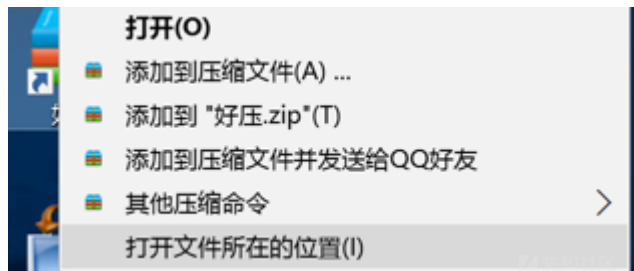 打开(O)
添加到压缩文件(A) ...
添加到 "好压.zip"(T)
添加到压缩文件并发送给QQ好友
其他压缩命令
打开文件所在的位置(I)